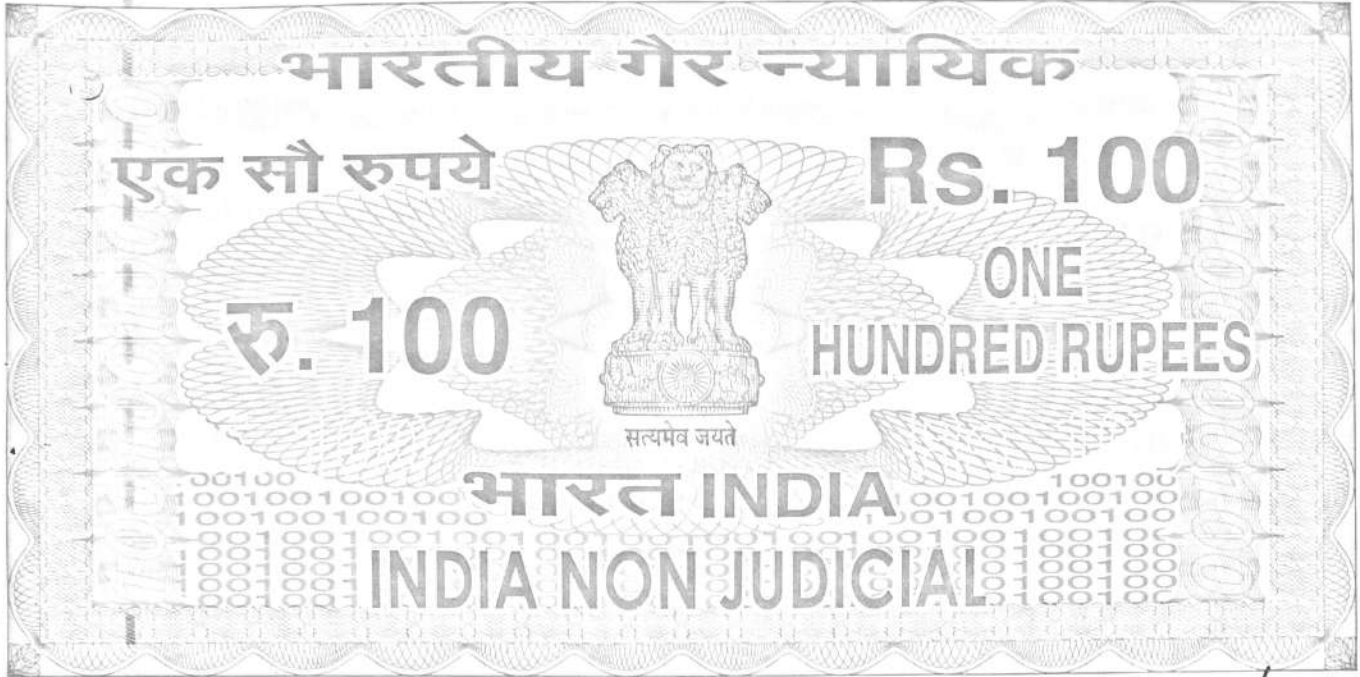 भारतीय गैर न्यायिक
एक सौ रुपये
Rs. 100
रु. 100
ONE
HUNDRED RUPEES
सत्यमेव जयते
भारत INDIA
INDIA NON JUDICIAL